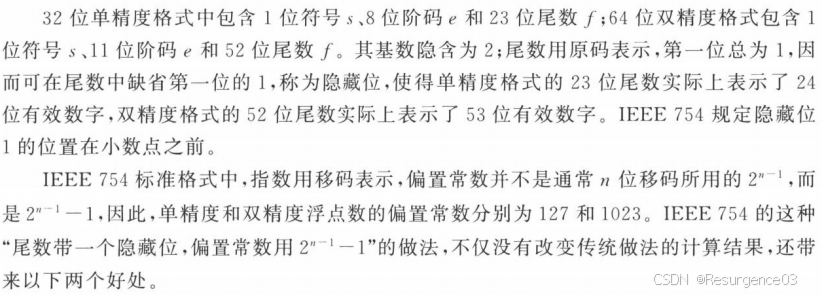 32 位单精度格式中包含 1 位符号 s、8 位阶码 e 和 23 位尾数 f;64 位双精度格式包含 1
位符号 s、11 位阶码 e 和 52 位尾数 f。其基数隐含为 2;尾数用原码表示,第一位总为 1,因
而可在尾数中缺省第一位的 1,称为隐藏位,使得单精度格式的 23 位尾数实际上表示了 24
位有效数字,双精度格式的 52 位尾数实际上表示了 53 位有效数字。IEEE 754 规定隐藏位
1 的位置在小数点之前。
IEEE 754 标准格式中,指数用移码表示,偏置常数并不是通常 n 位移码所用的 2ⁿ⁻¹,而
是 2ⁿ⁻¹－1,因此,单精度和双精度浮点数的偏置常数分别为 127 和 1023。IEEE 754 的这种
“尾数带一个隐藏位,偏置常数用 2ⁿ⁻¹－1”的做法,不仅没有改变传统做法的计算结果,还带
来以下两个好处。
CSDN @Resurgence03